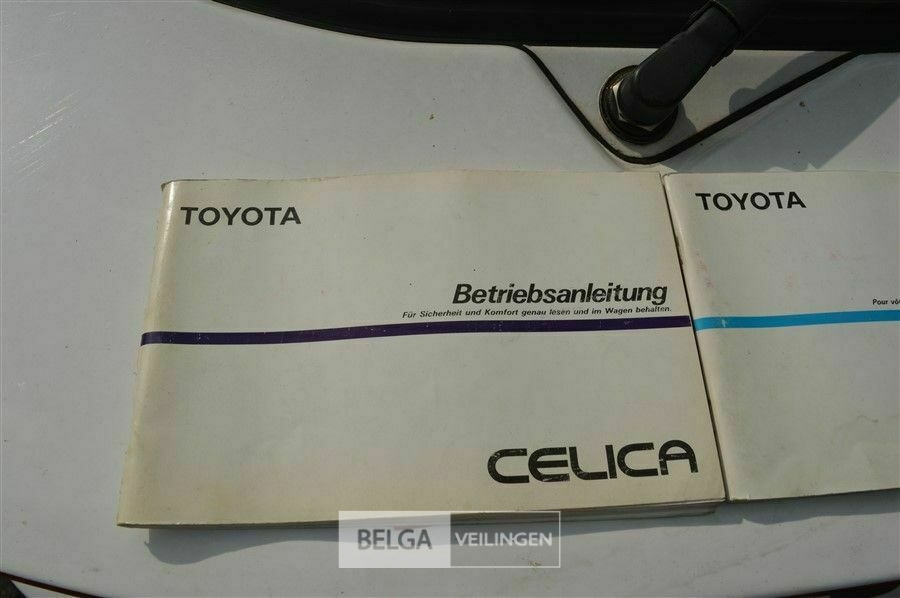 TOYOTA
Betriebsanleitung
Für Sicherheit und Komfort genau lesen und im Wagen behalten.
CELICA
TOYOTA
Pour
BELGA VEILINGEN